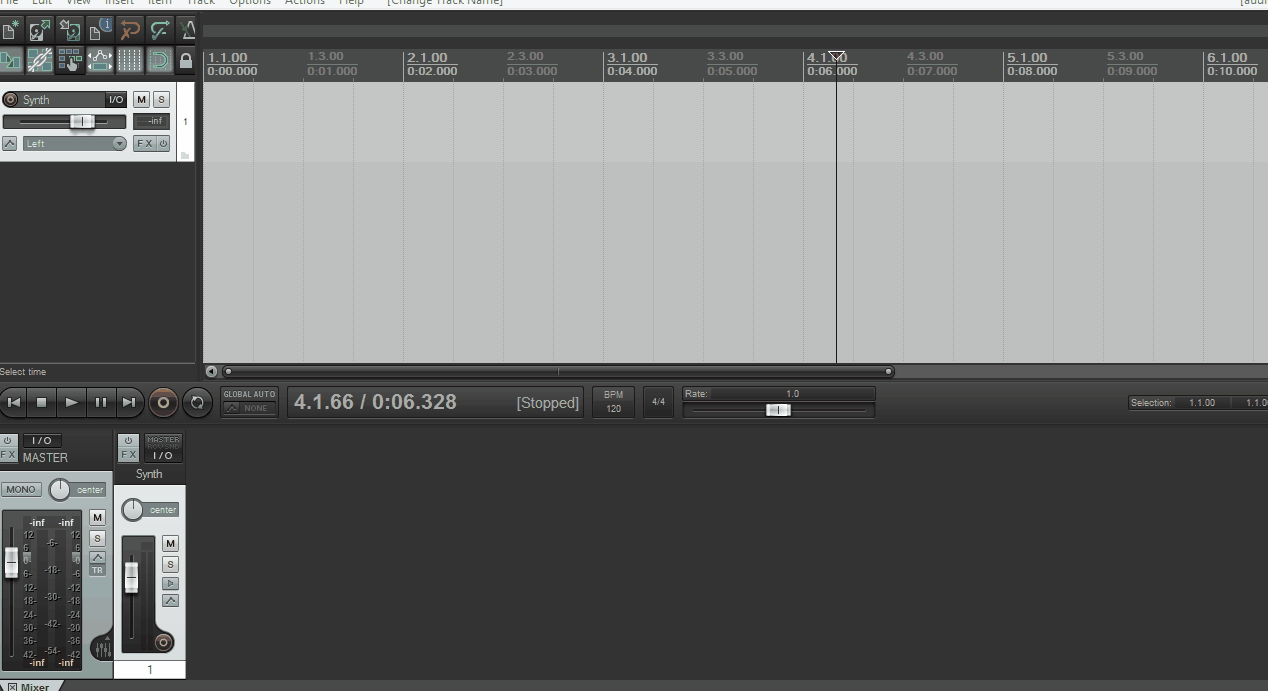 File Edit View Insert Item Track Options Actions Help [Change Track Name]
1.1.00 1.3.00 2.1.00 2.3.00 3.1.00 3.3.00 4.1.00 4.3.00 5.1.00 5.3.00 6.1.00
0:00.000 0:01.000 0:02.000 0:03.000 0:04.000 0:05.000 0:06.000 0:07.000 0:08.000 0:09.000 0:10.000
Synth I/O M S
-inf 1
Left FX
Select time
GLOBAL AUTO
NONE
4.1.66 / 0:06.328 [Stopped]
BPM
120
4/4
Rate: 1.0
Selection: 1.1.00 1.1.0
I/O
FX MASTER
MONO center
M
S
TR
-inf -inf
12 12
6 -6- 6
0 0
6- -18- -6
12- -12
18- -30- -18
24- -24
30- -42- -30
36- -36
42- -54- -42
-inf -inf
MASTER
FX I/O
Synth
center
M
S
1
Mixer